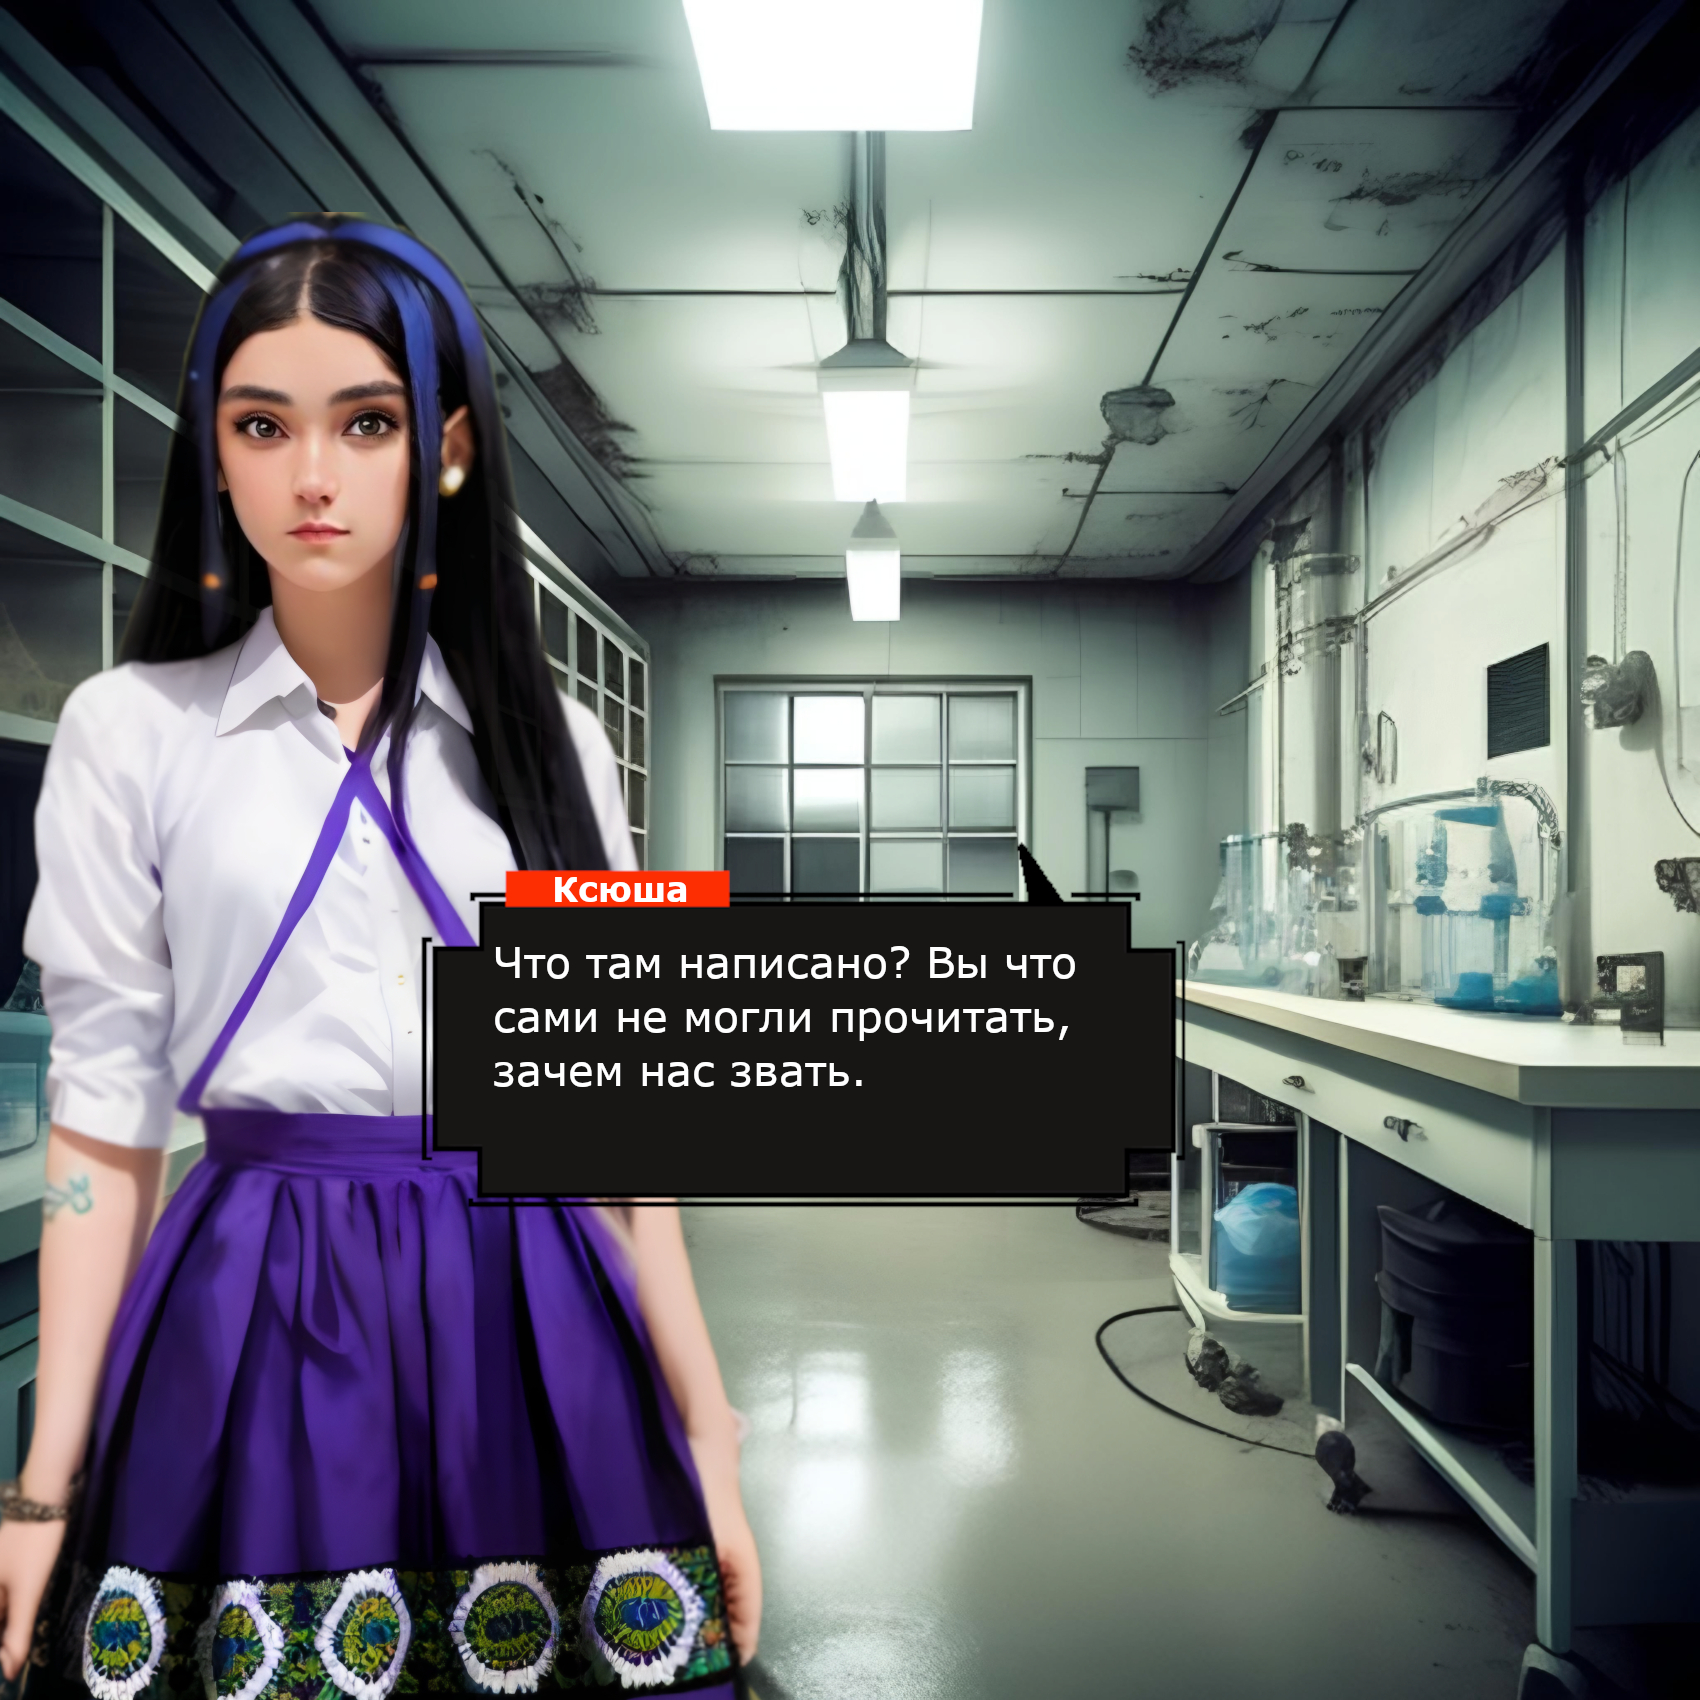 Ксюша
Что там написано? Вы что
сами не могли прочитать,
зачем нас звать.